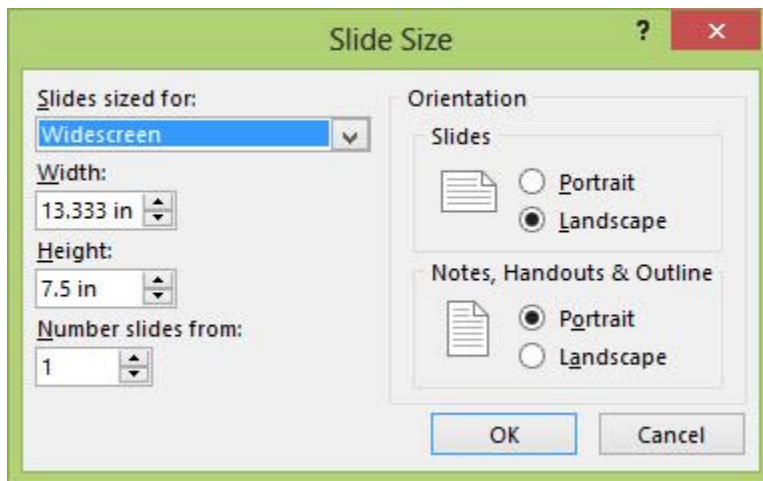 Slide Size
?
×
Slides sized for:
Widescreen
Width:
13.333 in
Height:
7.5 in
Number slides from:
1
Orientation
Slides
Portrait
Landscape
Notes, Handouts & Outline
Portrait
Landscape
OK
Cancel